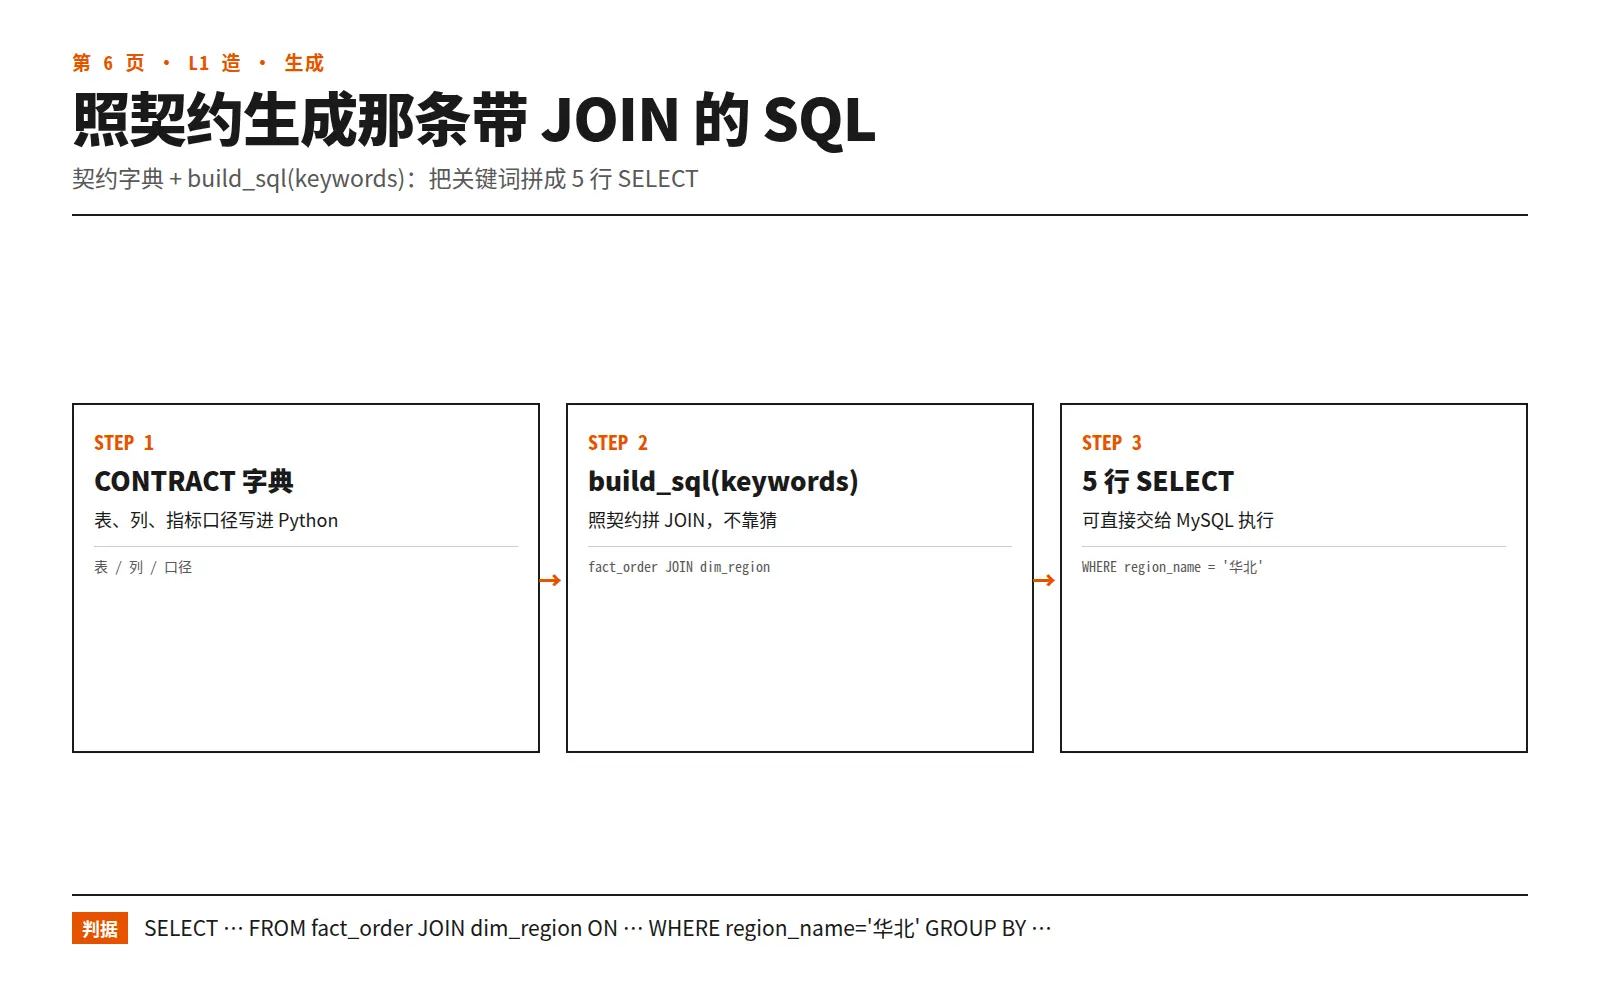 第 6 页 · L1 造 · 生成
照契约生成那条带 JOIN 的 SQL
契约字典 + build_sql(keywords)：把关键词拼成 5 行 SELECT
STEP 1
CONTRACT 字典
表、列、指标口径写进 Python
表 / 列 / 口径
→
STEP 2
build_sql(keywords)
照契约拼 JOIN，不靠猜
fact_order JOIN dim_region
→
STEP 3
5 行 SELECT
可直接交给 MySQL 执行
WHERE region_name = '华北'
判据 SELECT … FROM fact_order JOIN dim_region ON … WHERE region_name='华北' GROUP BY …